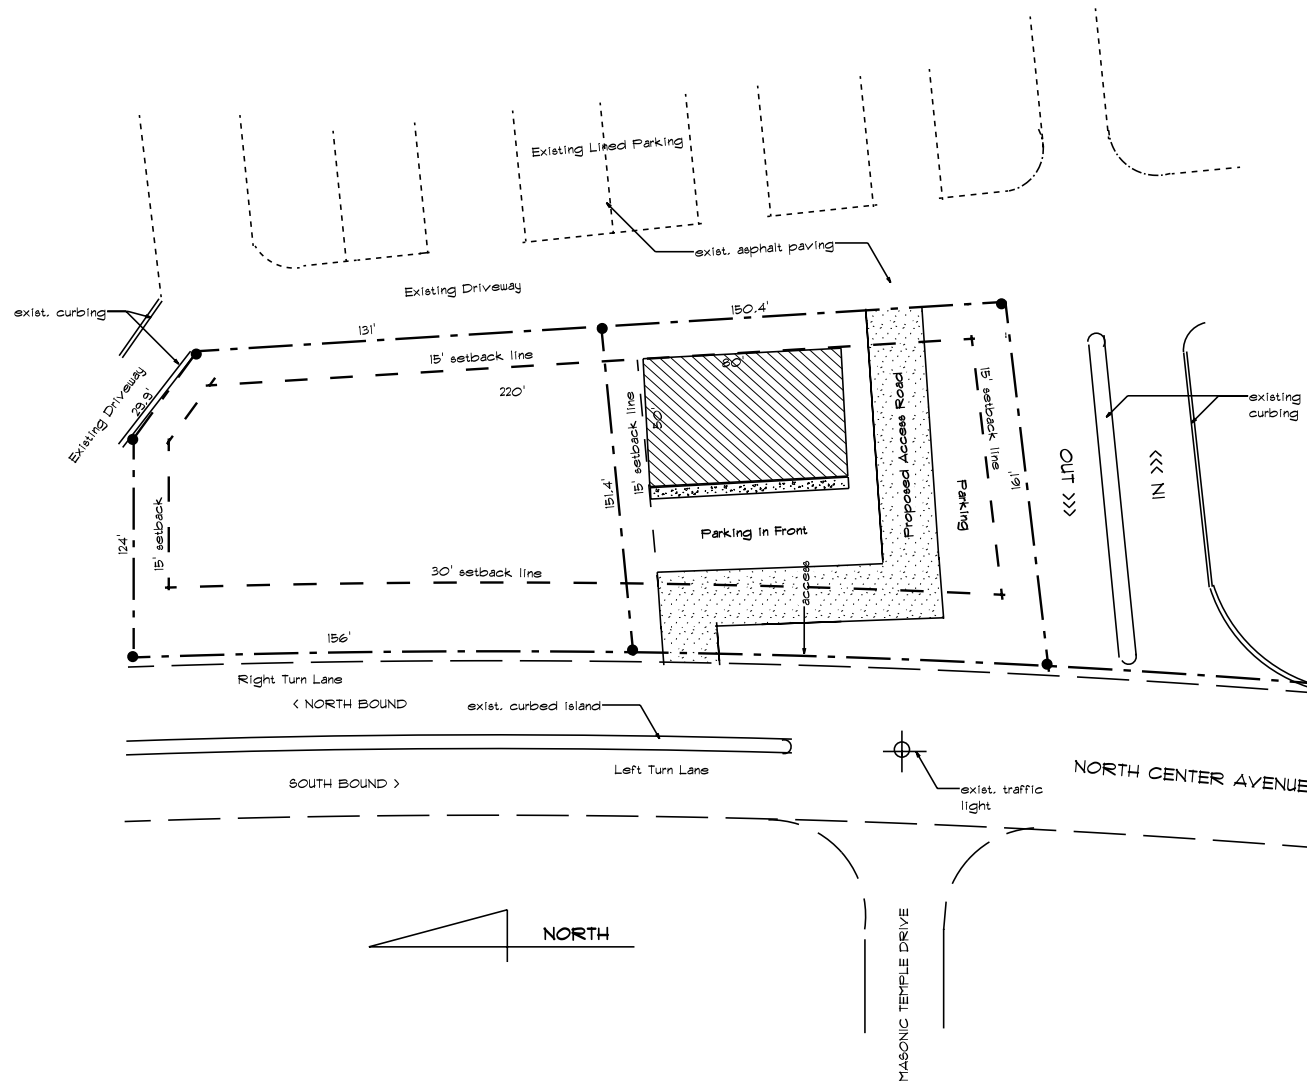 Existing Lined Parking
exist. asphalt paving
Existing Driveway
exist. curbing
131'
150.4'
15' setback line
220'
60'
50'
Existing Driveway
29.9'
15' setback line
151.4'
Proposed Access Road
15' setback line
161'
Parking
OUT >>>
<<< IN
existing
curbing
124'
15' setback
Parking in Front
30' setback line
access
156'
Right Turn Lane
< NORTH BOUND
exist. curbed island
SOUTH BOUND >
Left Turn Lane
exist. traffic
light
NORTH CENTER AVENUE
NORTH
MASONIC TEMPLE DRIVE